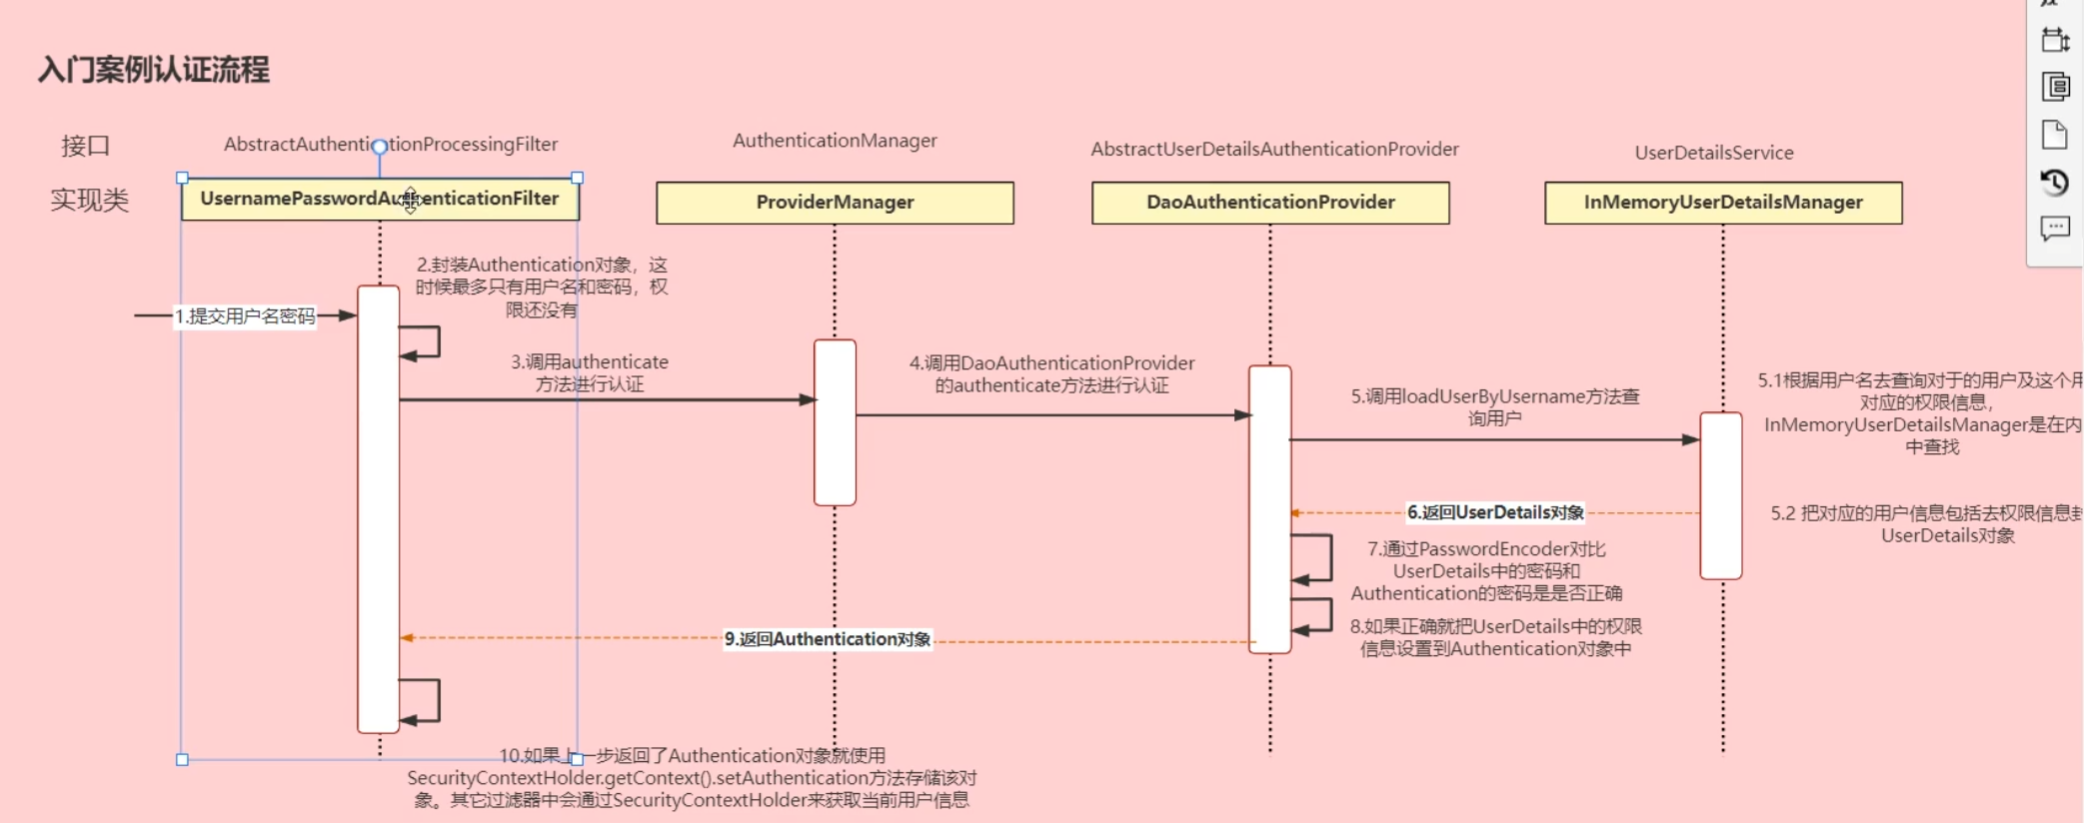 入门案例认证流程
接口
AbstractAuthenticationProcessingFilter
AuthenticationManager
AbstractUserDetailsAuthenticationProvider
UserDetailsService
实现类
UsernamePasswordAuthenticationFilter
ProviderManager
DaoAuthenticationProvider
InMemoryUserDetailsManager
1.提交用户名密码
2.封装Authentication对象，这
时候最多只有用户名和密码，权
限还没有
3.调用authenticate
方法进行认证
4.调用DaoAuthenticationProvider
的authenticate方法进行认证
5.调用loadUserByUsername方法查
询用户
5.1根据用户名去查询对于的用户及这个用
对应的权限信息，
InMemoryUserDetailsManager是在内
中查找
5.2 把对应的用户信息包括去权限信息封
UserDetails对象
6.返回UserDetails对象
7.通过PasswordEncoder对比
UserDetails中的密码和
Authentication的密码是是否正确
8.如果正确就把UserDetails中的权限
信息设置到Authentication对象中
9.返回Authentication对象
10.如果上一步返回了Authentication对象就使用
SecurityContextHolder.getContext().setAuthentication方法存储该对
象。其它过滤器中会通过SecurityContextHolder来获取当前用户信息